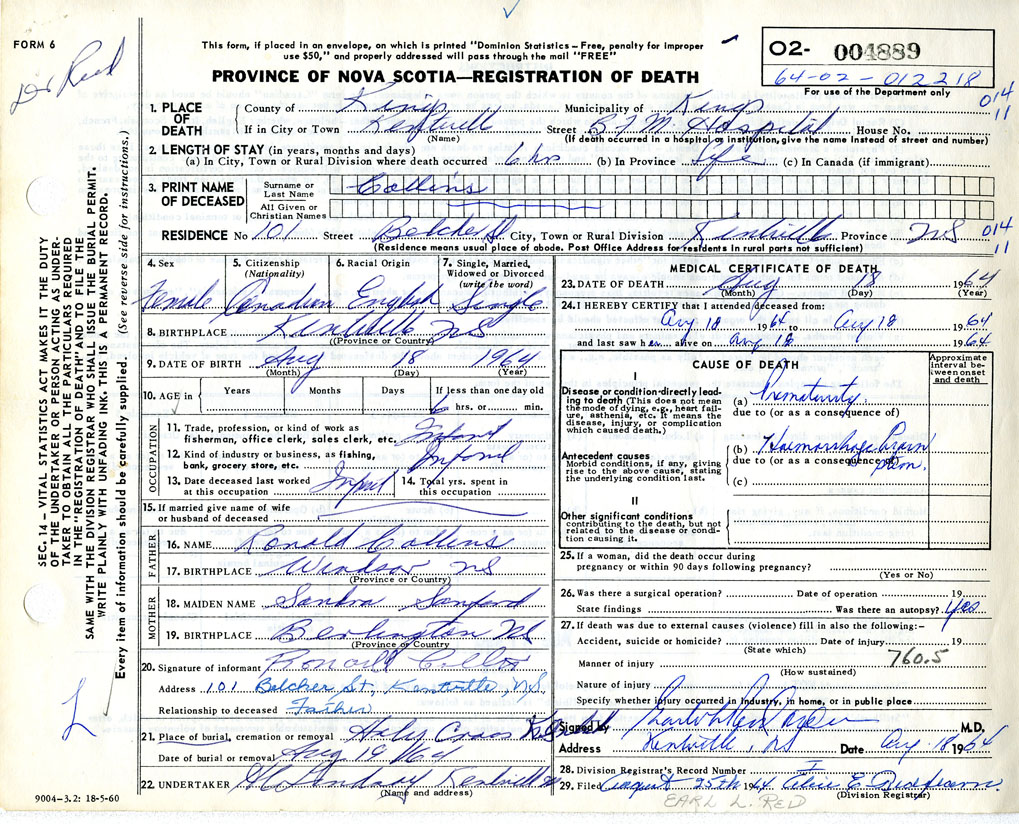 FORM 6
Dr Reid
This form, if placed in an envelope, on which is printed "Dominion Statistics – Free, penalty for improper
use $50," and properly addressed will pass through the mail "FREE"
PROVINCE OF NOVA SCOTIA—REGISTRATION OF DEATH
O2- 004889
64-02-012218
For use of the Department only
014
11
1. PLACE OF DEATH
County of Kings Municipality of Kings
If in City or Town Kentville Street B F M Hospital House No.
(Name) (If death occurred in a hospital or institution, give the name instead of street and number)
2. LENGTH OF STAY (in years, months and days)
(a) In City, Town or Rural Division where death occurred 6 hrs (b) In Province Life (c) In Canada (if immigrant)
3. PRINT NAME OF DECEASED
Surname or Last Name Collins
All Given or Christian Names
RESIDENCE No 101 Street Belcher St City, Town or Rural Division Kentville Province NS
014
11
(Residence means usual place of abode. Post Office Address for residents in rural parts not sufficient)
4. Sex Female
5. Citizenship (Nationality) Canadian
6. Racial Origin English
7. Single, Married, Widowed or Divorced (write the word) Single
8. BIRTHPLACE Kentville NS
(Province or Country)
9. DATE OF BIRTH Aug 18 1964
(Month) (Day) (Year)
10. AGE in Years Months Days If less than one day old
6 hrs. or min.
OCCUPATION
11. Trade, profession, or kind of work as fisherman, office clerk, sales clerk, etc. Infant
12. Kind of industry or business, as fishing, bank, grocery store, etc. Infant
13. Date deceased last worked at this occupation Infant
14. Total yrs. spent in this occupation
15. If married give name of wife or husband of deceased
FATHER
16. NAME Ronald Collins
17. BIRTHPLACE Windsor NS
(Province or Country)
MOTHER
18. MAIDEN NAME Sandra Sanford
19. BIRTHPLACE Berlington NS
(Province or Country)
20. Signature of informant Ronald Collins
Address 101 Belcher St, Kentville, N.S.
Relationship to deceased Father
21. Place of burial, cremation or removal Holy Cross
Date of burial or removal Aug 19/64
22. UNDERTAKER H C Lindsay Kentville NS
(Name and address)
9004-3.2: 18-5-60
MEDICAL CERTIFICATE OF DEATH
23. DATE OF DEATH Aug 18 1964
(Month) (Day) (Year)
24. I HEREBY CERTIFY that I attended deceased from:
Aug 18 1964 to Aug 18 1964
and last saw her alive on Aug 18 1964
CAUSE OF DEATH
Approximate interval between onset and death
I
Disease or condition directly leading to death (This does not mean the mode of dying, e.g., heart failure, asthenia, etc. It means the disease, injury, or complication which caused death.)
(a) Prematurity
due to (or as a consequence of)
Antecedent causes
Morbid conditions, if any, giving rise to the above cause, stating the underlying condition last.
(b) Haemorrhage Brain
due to (or as a consequence of)
(c)
II
Other significant conditions contributing to the death, but not related to the disease or condition causing it.
25. If a woman, did the death occur during pregnancy or within 90 days following pregnancy?
(Yes or No)
26. Was there a surgical operation? Date of operation 19
State findings Was there an autopsy? Yes
27. If death was due to external causes (violence) fill in also the following:–
Accident, suicide or homicide? Date of injury 19
(State which)
760.5
Manner of injury
(How sustained)
Nature of injury
Specify whether injury occurred in Industry, in home, or in public place
Signed by M.D.
Address Kentville, NS Date Aug 18 1964
28. Division Registrar's Record Number
29. Filed August 25th 1964
(Division Registrar)
EARL L. REID
SEC. 14 – VITAL STATISTICS ACT MAKES IT THE DUTY
OF THE UNDERTAKER OR PERSON ACTING AS UNDER-
TAKER TO OBTAIN ALL THE PARTICULARS REQUIRED
IN THE "REGISTRATION OF DEATH" AND TO FILE THE
SAME WITH THE DIVISION REGISTRAR WHO SHALL ISSUE THE BURIAL PERMIT.
WRITE PLAINLY WITH UNFADING INK. THIS IS A PERMANENT RECORD.
Every item of information should be carefully supplied. (See reverse side for instructions.)